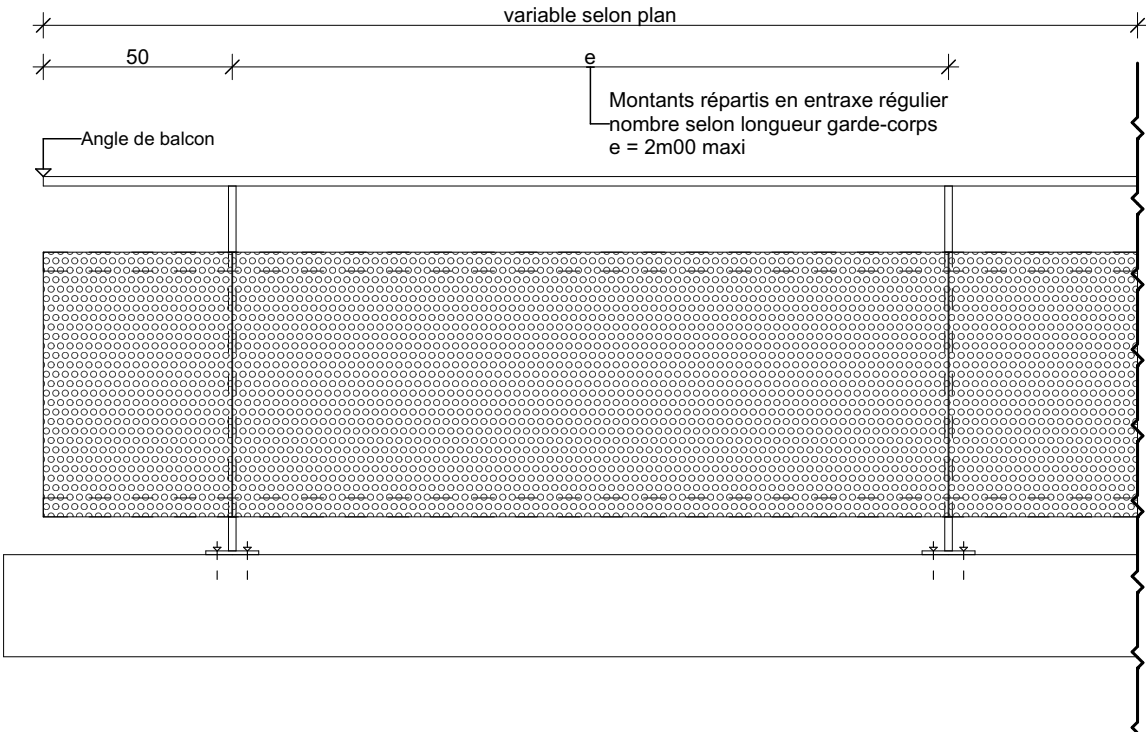 variable selon plan
50
e
Montants répartis en entraxe régulier
nombre selon longueur garde-corps
e = 2m00 maxi
Angle de balcon